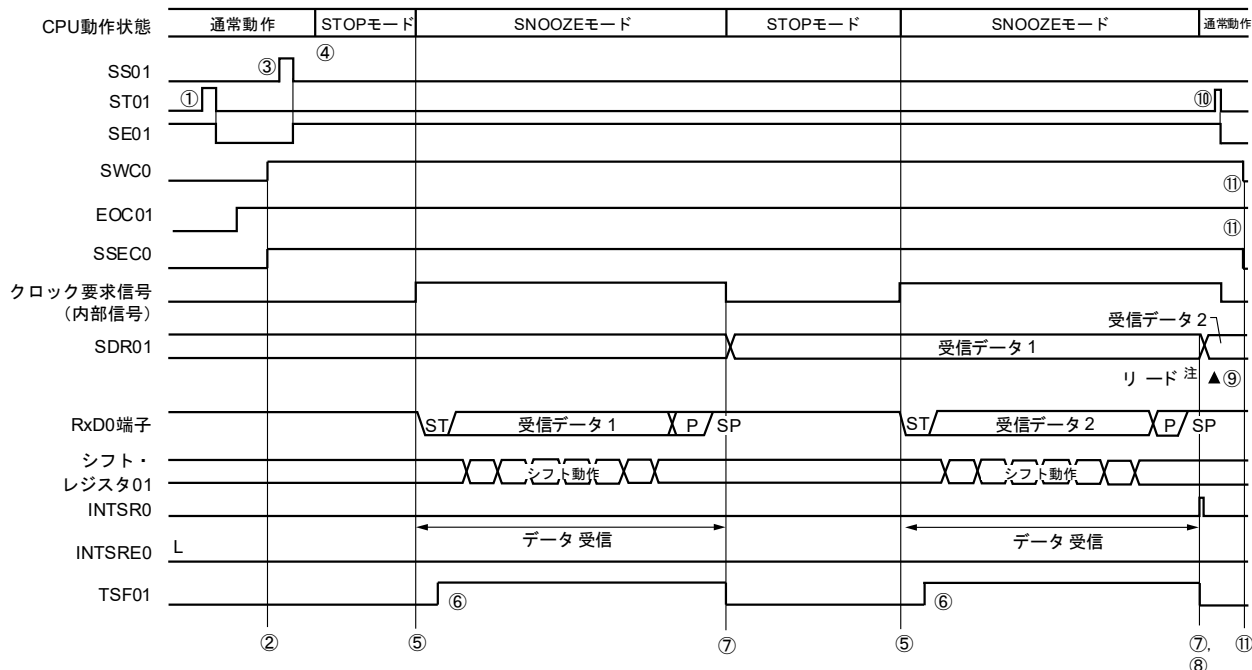 CPU動作状態 通常動作 STOPモード SNOOZEモード STOPモード SNOOZEモード 通常動作
④
SS01 ③
ST01 ① ⑩
SE01
SWC0 ⑪
EOC01 ⑪
SSEC0
クロック要求信号
（内部信号）
受信データ2
SDR01 受信データ1
リード注 ▲⑨
RxD0端子 ST 受信データ1 P SP ST 受信データ2 P SP
シフト・
レジスタ01 シフト動作 シフト動作
INTSR0
データ受信 データ受信
INTSRE0 L
TSF01 ⑥ ⑥
② ⑤ ⑦ ⑤ ⑦, ⑪
⑧